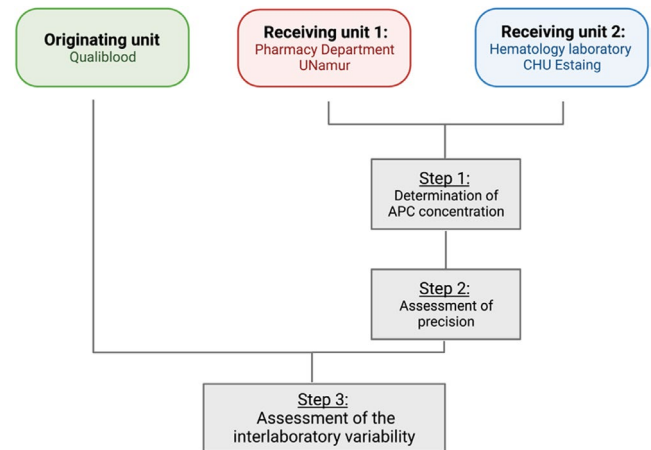 Originating unit
Qualiblood
Receiving unit 1:
Pharmacy Department
UNamur
Receiving unit 2:
Hematology laboratory
CHU Estaing
Step 1:
Determination of
APC concentration
Step 2:
Assessment of
precision
Step 3:
Assessment of the
interlaboratory variability